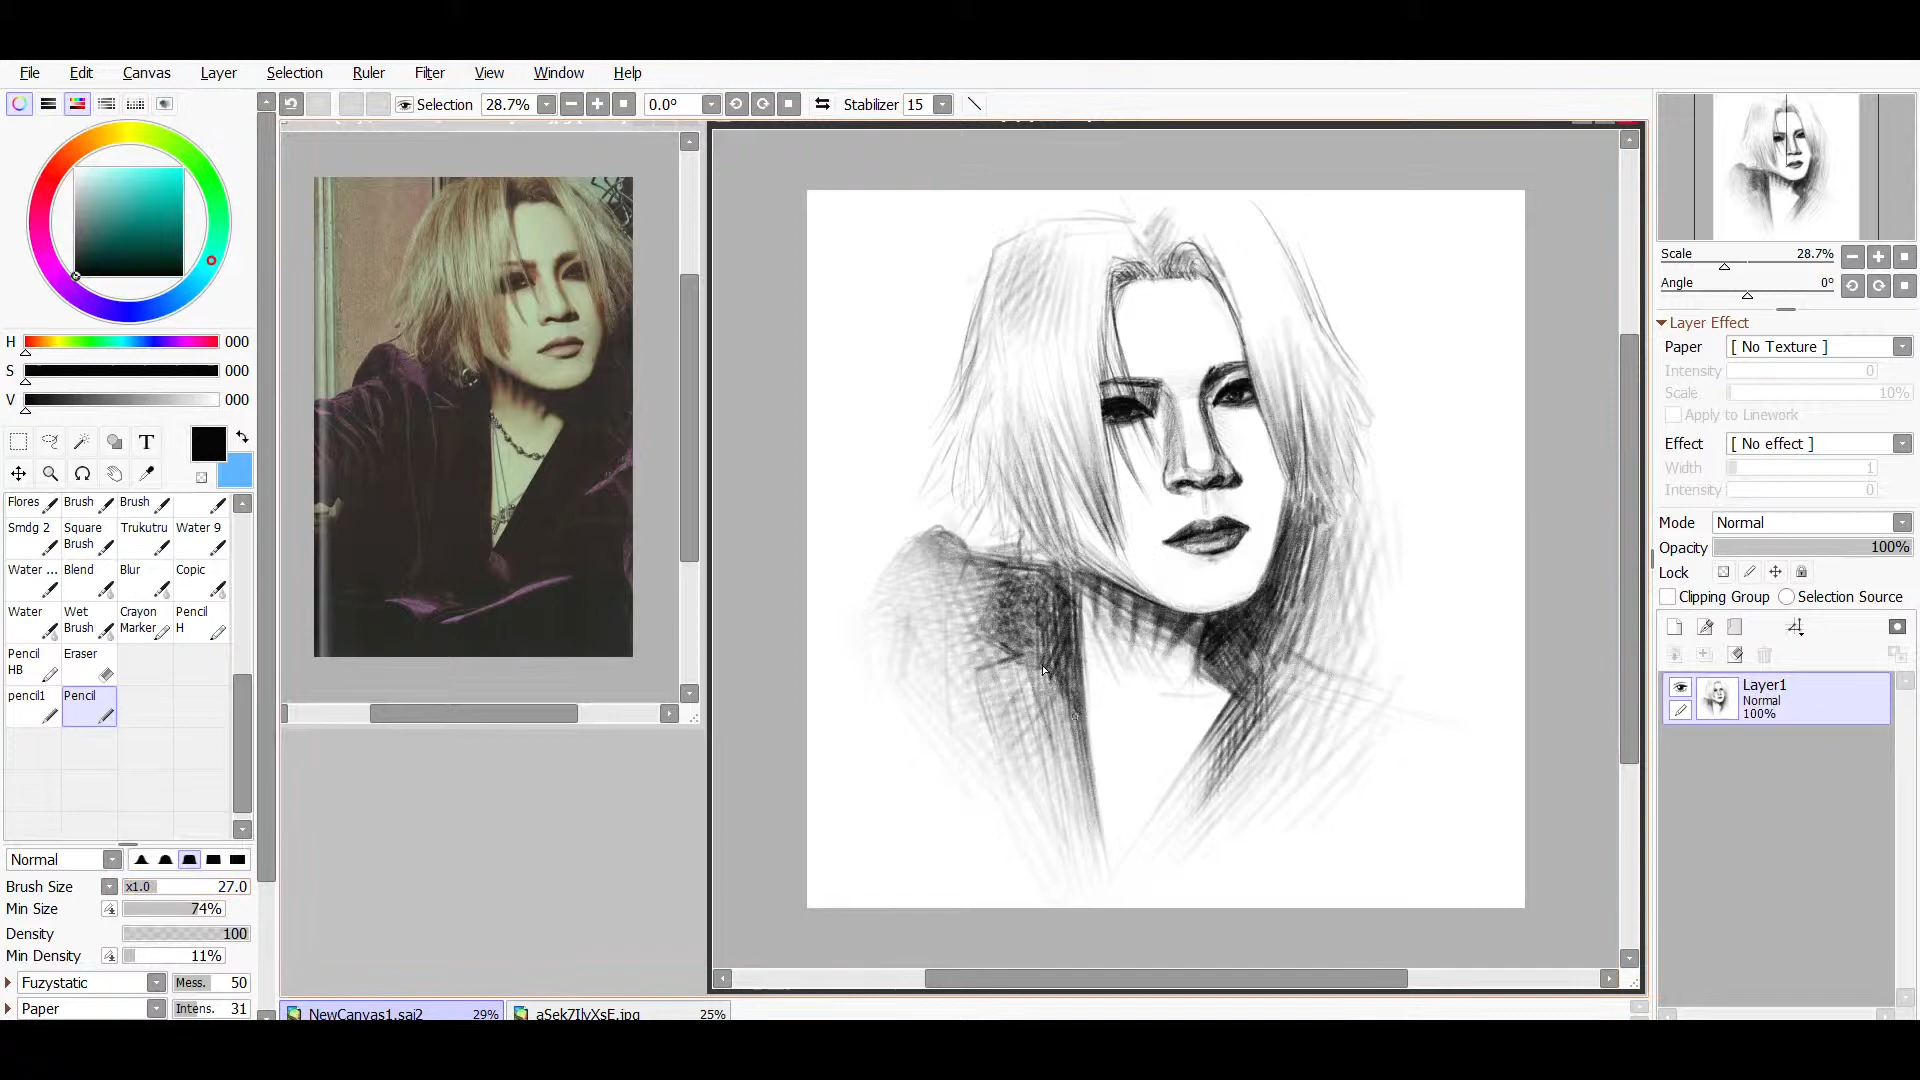 File Edit Canvas Layer Selection Ruler Filter View Window Help
Selection 28.7% 0.0° Stabilizer 15
H 000
S 000
V 000
T
Flores Brush Brush
Smdg 2 Square Brush Trukutru Water 9
Water ... Blend Blur Copic
Water Wet Brush Crayon Marker Pencil H
Pencil HB Eraser
pencil1 Pencil
Normal
Brush Size x1.0 27.0
Min Size 74%
Density 100
Min Density 11%
Fuzystatic Mess. 50
Paper Intens. 31
NewCanvas1.sai2 29% aSek7IlyXsE.jpg 25%
Scale 28.7%
Angle 0°
Layer Effect
Paper [ No Texture ]
Intensity 0
Scale 10%
Apply to Linework
Effect [ No effect ]
Width 1
Intensity 0
Mode Normal
Opacity 100%
Lock
Clipping Group Selection Source
Layer1
Normal
100%